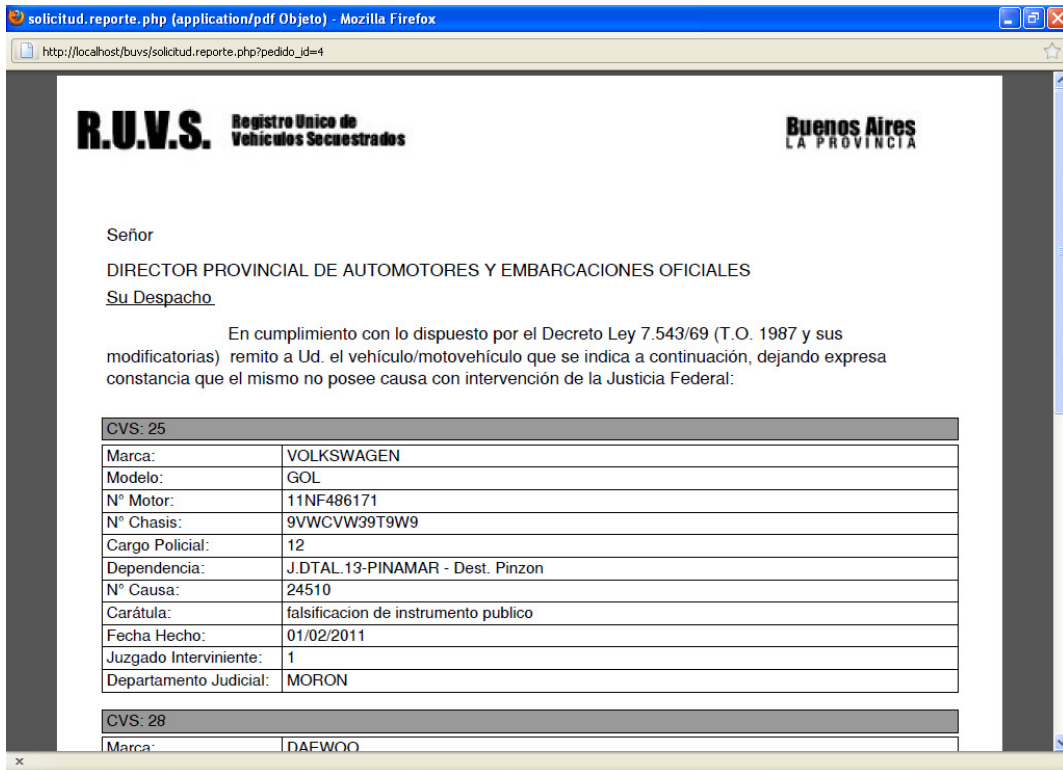 solicitud.reporte.php (application/pdf Objeto) - Mozilla Firefox
http://localhost/buvs/solicitud.reporte.php?pedido_id=4
R.U.V.S. Registro Unico de
Vehiculos Secuestrados
Buenos Aires
LA PROVINCIA
Señor
DIRECTOR PROVINCIAL DE AUTOMOTORES Y EMBARCACIONES OFICIALES
Su Despacho
En cumplimiento con lo dispuesto por el Decreto Ley 7.543/69 (T.O. 1987 y sus
modificatorias) remito a Ud. el vehículo/motovehículo que se indica a continuación, dejando expresa
constancia que el mismo no posee causa con intervención de la Justicia Federal:
CVS: 25
Marca: VOLKSWAGEN
Modelo: GOL
N° Motor: 11NF486171
N° Chasis: 9VWCVW39T9W9
Cargo Policial: 12
Dependencia: J.DTAL.13-PINAMAR - Dest. Pinzon
N° Causa: 24510
Carátula: falsificacion de instrumento publico
Fecha Hecho: 01/02/2011
Juzgado Interviniente: 1
Departamento Judicial: MORON
CVS: 28
Marca: DAEWOO